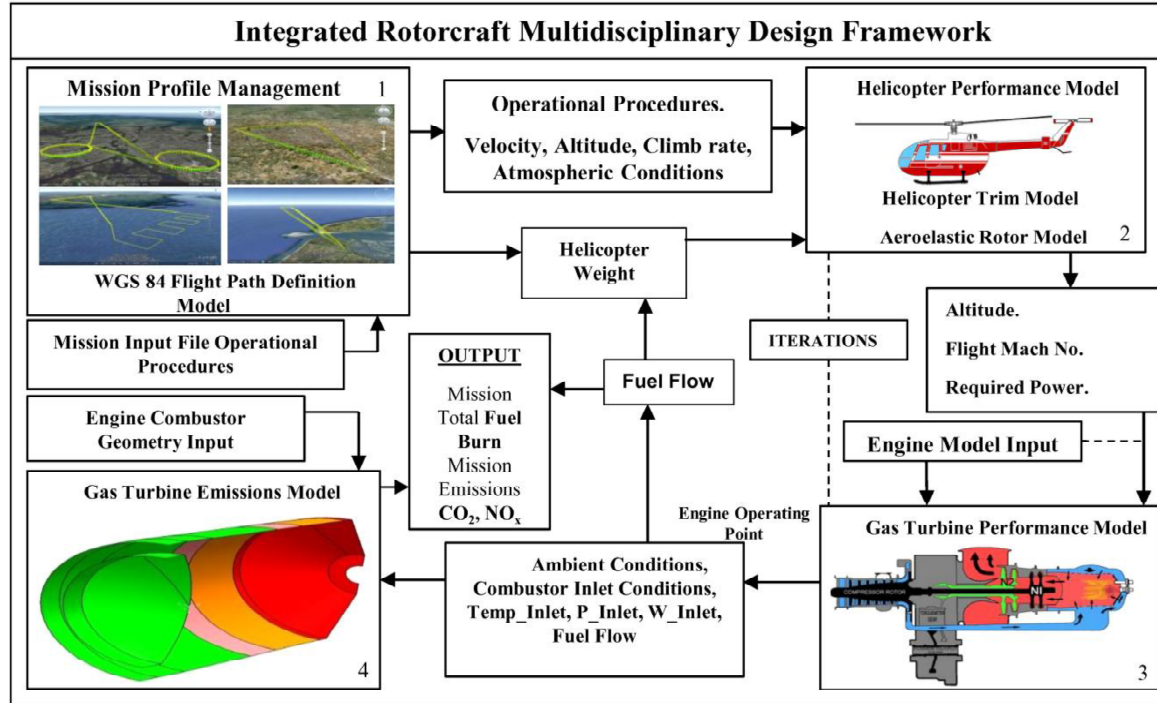 Integrated Rotorcraft Multidisciplinary Design Framework
Mission Profile Management 1
WGS 84 Flight Path Definition
Model
Operational Procedures.
Velocity, Altitude, Climb rate,
Atmospheric Conditions
Helicopter Performance Model
Helicopter Trim Model
Aeroelastic Rotor Model 2
Helicopter
Weight
Mission Input File Operational
Procedures
Engine Combustor
Geometry Input
OUTPUT
Mission
Total Fuel
Burn
Mission
Emissions
CO₂, NOₓ
Fuel Flow
ITERATIONS
Altitude.
Flight Mach No.
Required Power.
Engine Model Input
Gas Turbine Emissions Model
4
Engine Operating
Point
Ambient Conditions,
Combustor Inlet Conditions,
Temp_Inlet, P_Inlet, W_Inlet,
Fuel Flow
Gas Turbine Performance Model
COMPRESSOR ROTOR
N2
N1
3